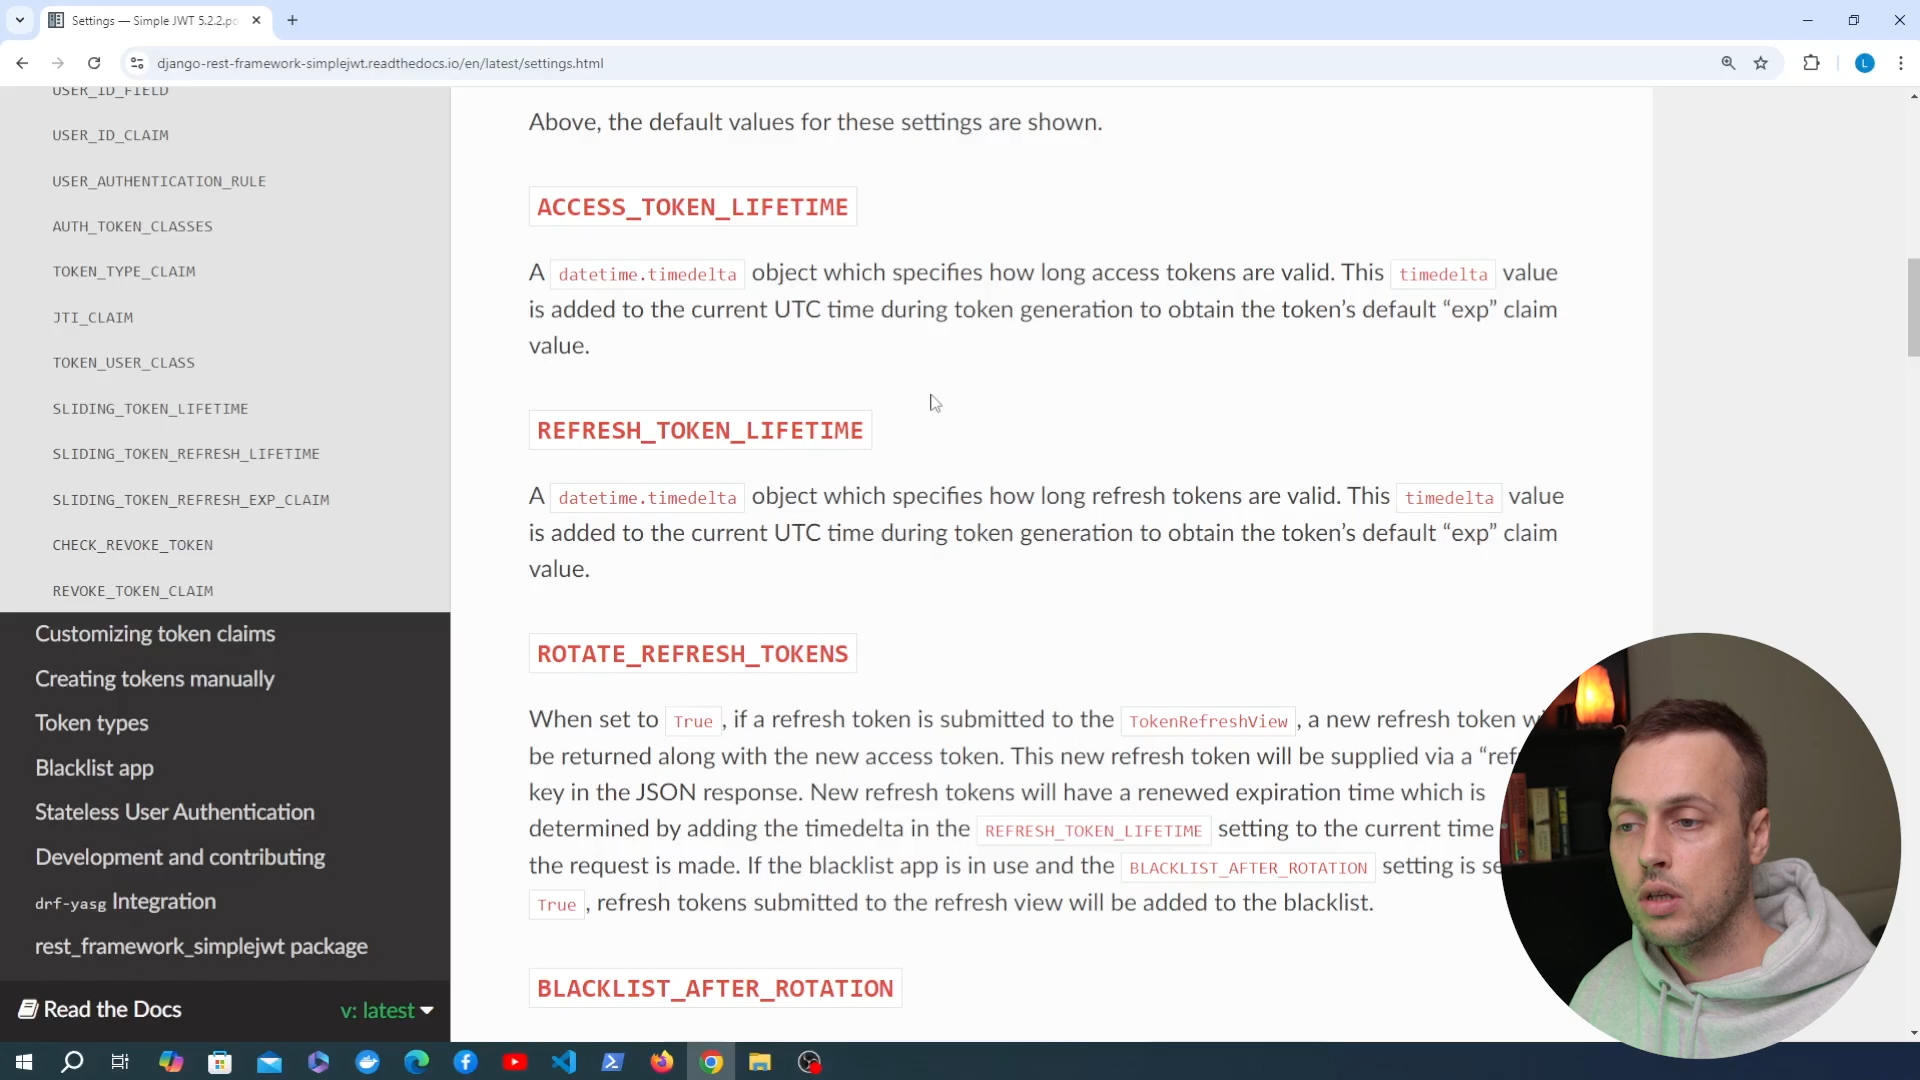 Settings — Simple JWT 5.2.2.po
django-rest-framework-simplejwt.readthedocs.io/en/latest/settings.html
L
USER_ID_FIELD
USER_ID_CLAIM
USER_AUTHENTICATION_RULE
AUTH_TOKEN_CLASSES
TOKEN_TYPE_CLAIM
JTI_CLAIM
TOKEN_USER_CLASS
SLIDING_TOKEN_LIFETIME
SLIDING_TOKEN_REFRESH_LIFETIME
SLIDING_TOKEN_REFRESH_EXP_CLAIM
CHECK_REVOKE_TOKEN
REVOKE_TOKEN_CLAIM
Customizing token claims
Creating tokens manually
Token types
Blacklist app
Stateless User Authentication
Development and contributing
drf-yasg Integration
rest_framework_simplejwt package
Read the Docs v: latest
Above, the default values for these settings are shown.
ACCESS_TOKEN_LIFETIME
A datetime.timedelta object which specifies how long access tokens are valid. This timedelta value
is added to the current UTC time during token generation to obtain the token’s default “exp” claim
value.
REFRESH_TOKEN_LIFETIME
A datetime.timedelta object which specifies how long refresh tokens are valid. This timedelta value
is added to the current UTC time during token generation to obtain the token’s default “exp” claim
value.
ROTATE_REFRESH_TOKENS
When set to True , if a refresh token is submitted to the TokenRefreshView , a new refresh token
be returned along with the new access token. This new refresh token will be supplied via a
key in the JSON response. New refresh tokens will have a renewed expiration time which is
determined by adding the timedelta in the REFRESH_TOKEN_LIFETIME setting to the current time
the request is made. If the blacklist app is in use and the BLACKLIST_AFTER_ROTATION setting is
True , refresh tokens submitted to the refresh view will be added to the blacklist.
BLACKLIST_AFTER_ROTATION